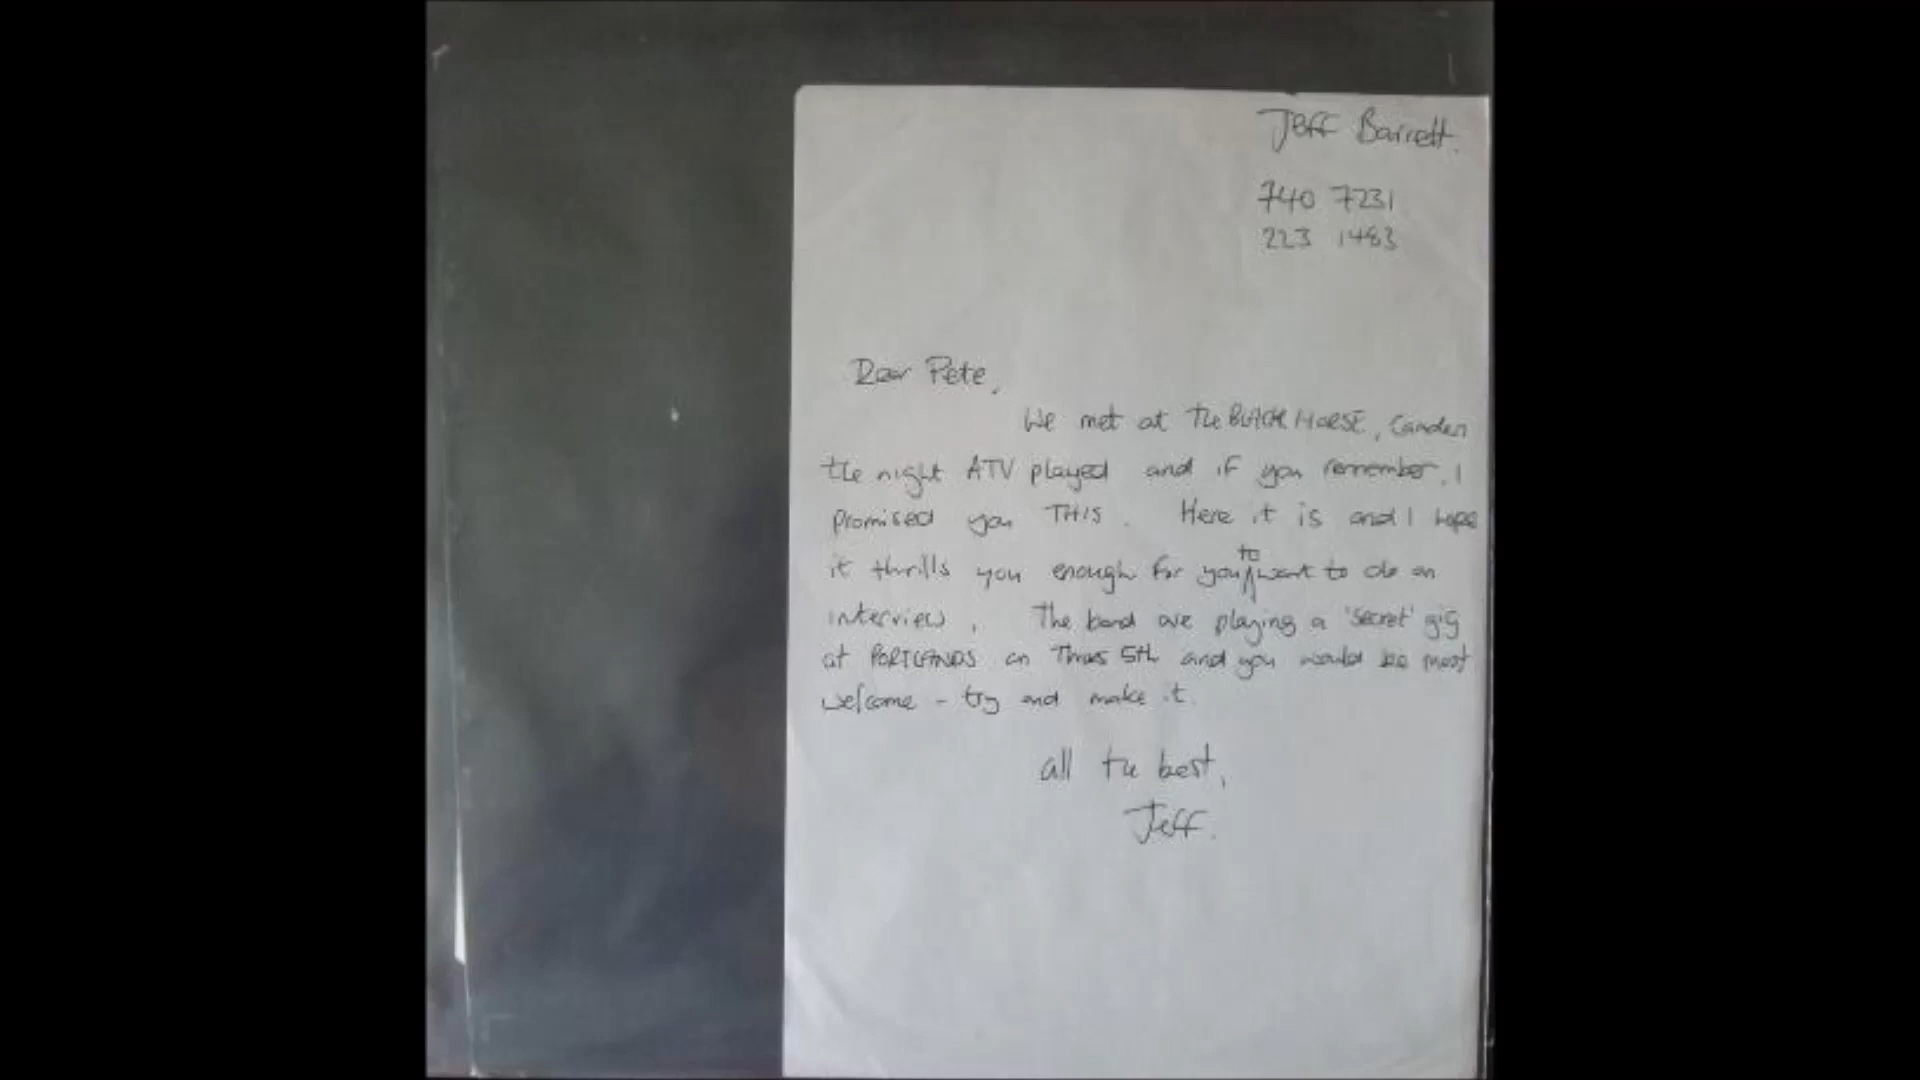 Jeff Barrett.
740 7231
223 1483
Dear Pete,
We met at The BLACK HORSE, Camden
the night ATV played and if you remember, I
promised you THIS. Here it is and I hope
it thrills you enough for you to want to do an
interview. The band are playing a 'secret' gig
at PORTLANDS on Thurs 5th and you would be most
welcome - try and make it.
all the best,
Jeff.